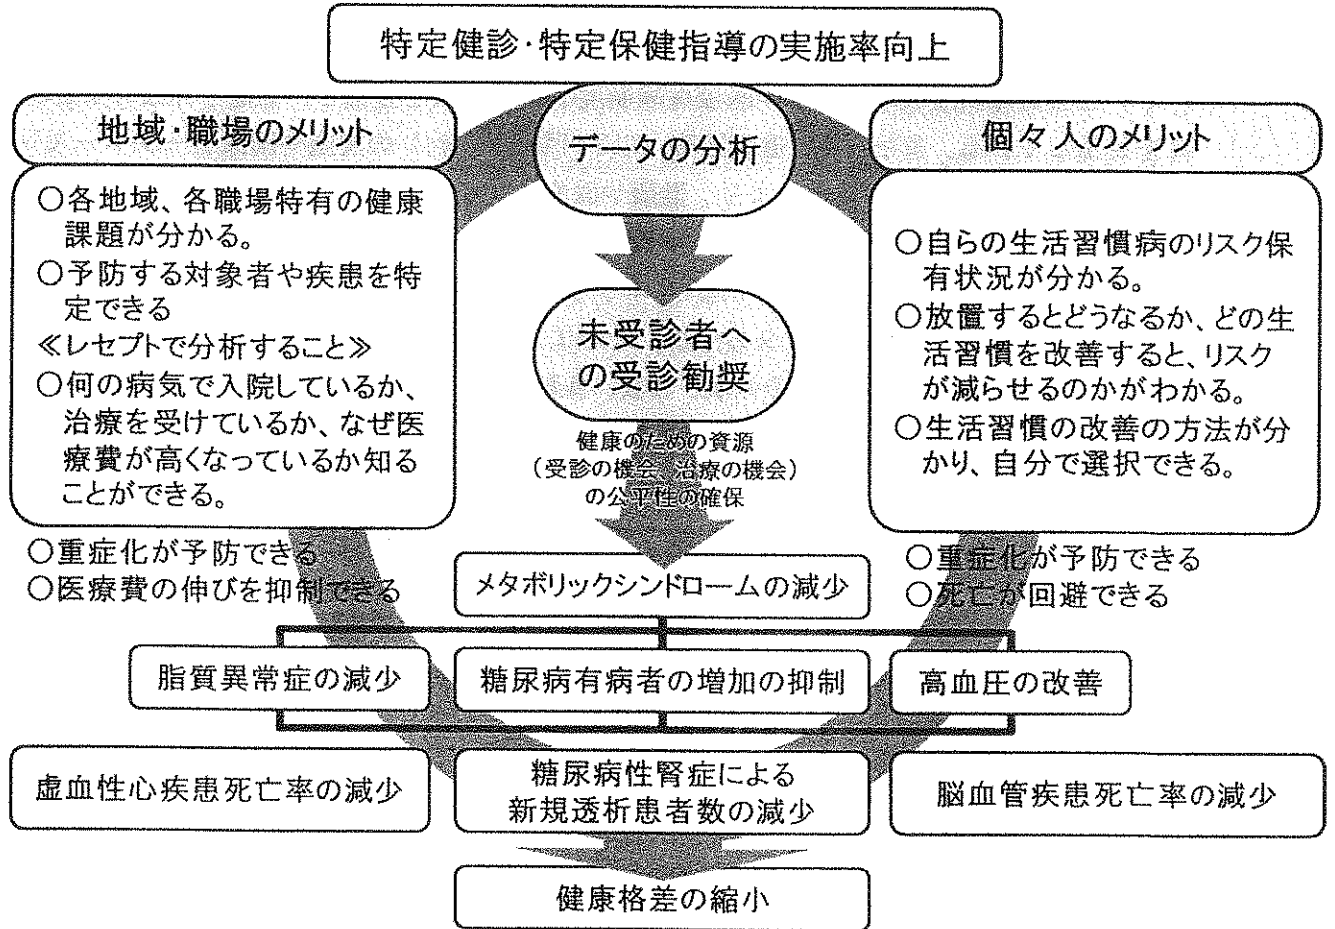 特定健診・特定保健指導の実施率向上
地域・職場のメリット
○各地域、各職場特有の健康
課題が分かる。
○予防する対象者や疾患を特
定できる
≪レセプトで分析すること≫
○何の病気で入院しているか、
治療を受けているか、なぜ医
療費が高くなっているか知る
ことができる。
○重症化が予防できる
○医療費の伸びを抑制できる
データの分析
未受診者へ
の受診勧奨
健康のための資源
(受診の機会、治療の機会)
の公平性の確保
個々人のメリット
○自らの生活習慣病のリスク保
有状況が分かる。
○放置するとどうなるか、どの生
活習慣を改善すると、リスク
が減らせるのかがわかる。
○生活習慣の改善の方法が分
かり、自分で選択できる。
○重症化が予防できる
○死亡が回避できる
メタボリックシンドロームの減少
脂質異常症の減少
糖尿病有病者の増加の抑制
高血圧の改善
虚血性心疾患死亡率の減少
糖尿病性腎症による
新規透析患者数の減少
脳血管疾患死亡率の減少
健康格差の縮小